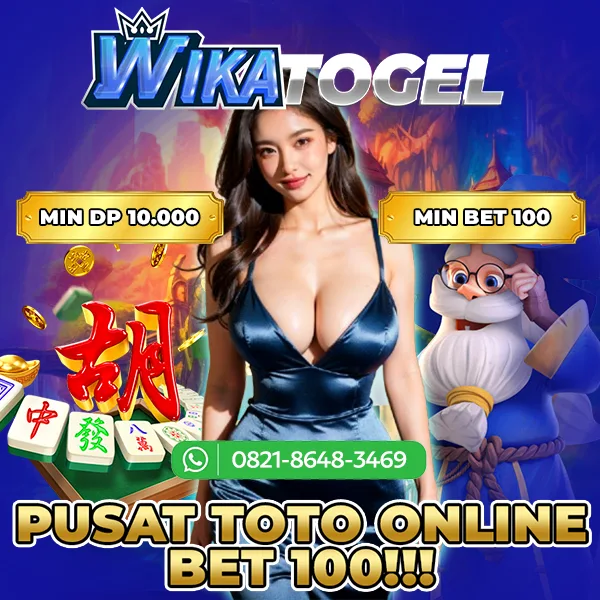 WIKATOGEL
MIN DP 10.000
MIN BET 100
胡
中
發
八
萬
0821-8648-3469
PUSAT TOTO ONLINE
BET 100!!!